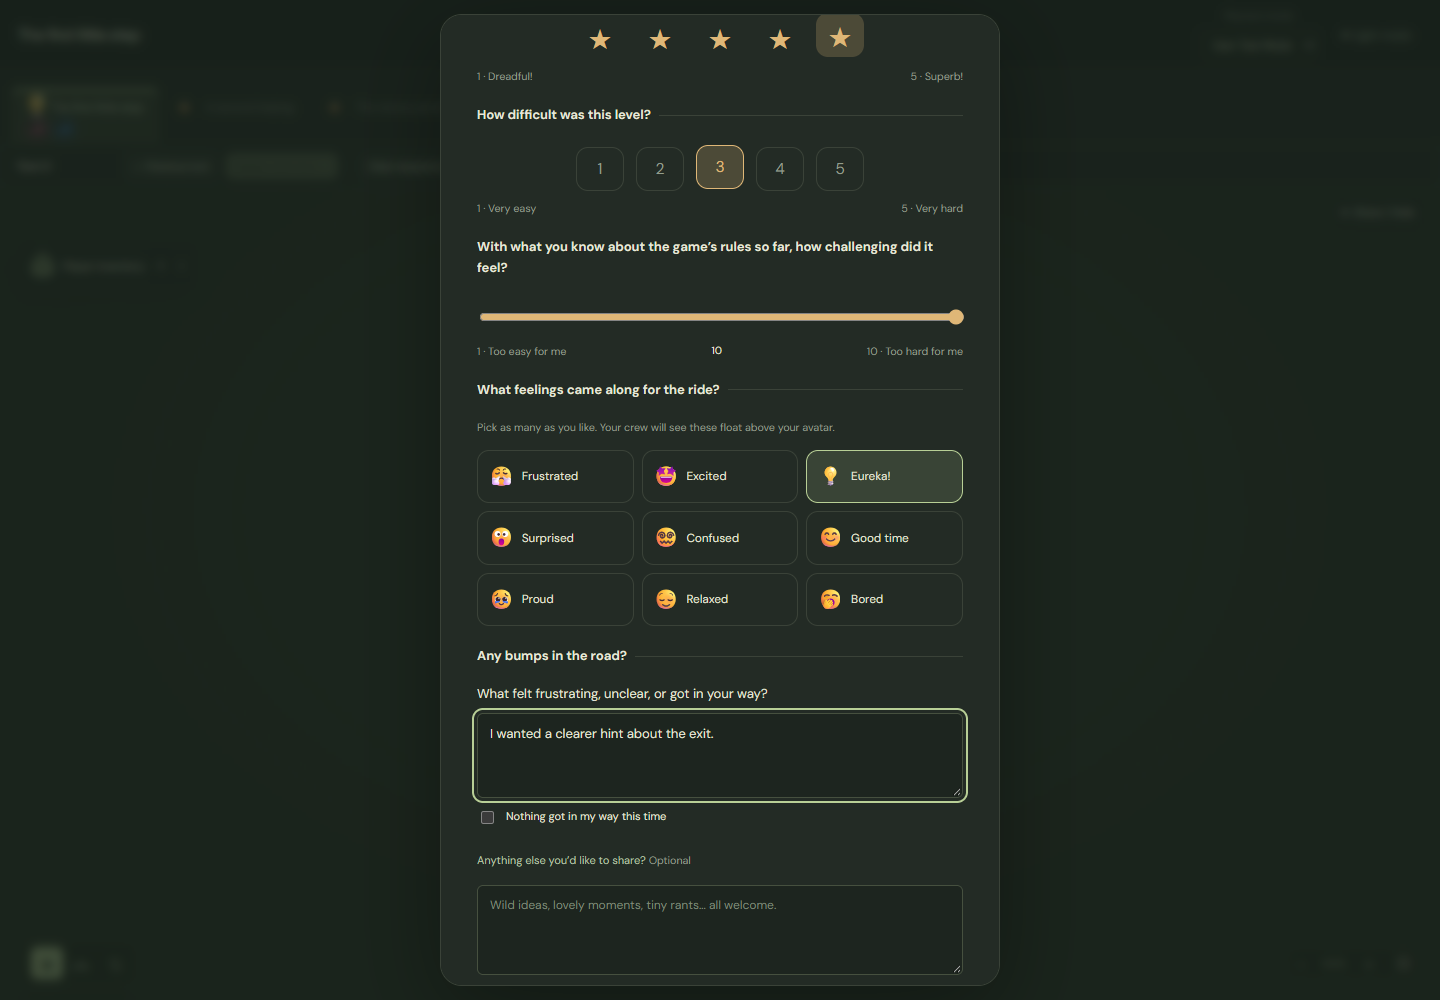 1 · Dreadful!
5 · Superb!
How difficult was this level?
1
2
3
4
5
1 · Very easy
5 · Very hard
With what you know about the game’s rules so far, how challenging did it
feel?
1 · Too easy for me
10
10 · Too hard for me
What feelings came along for the ride?
Pick as many as you like. Your crew will see these float above your avatar.
Frustrated
Excited
Eureka!
Surprised
Confused
Good time
Proud
Relaxed
Bored
Any bumps in the road?
What felt frustrating, unclear, or got in your way?
I wanted a clearer hint about the exit.
Nothing got in my way this time
Anything else you’d like to share? Optional
Wild ideas, lovely moments, tiny rants… all welcome.